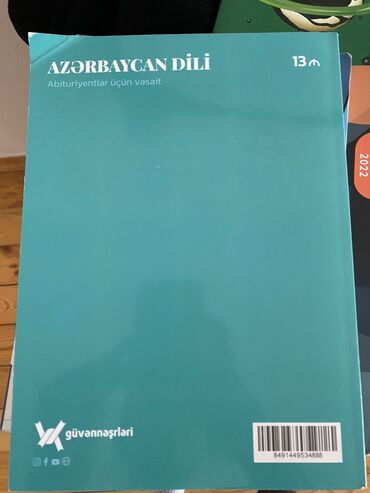 AZƏRBAYCAN DİLİ
13 ₼
Abituriyentlər üçün vəsait
2022
güvənnəşrləri
8491449534888